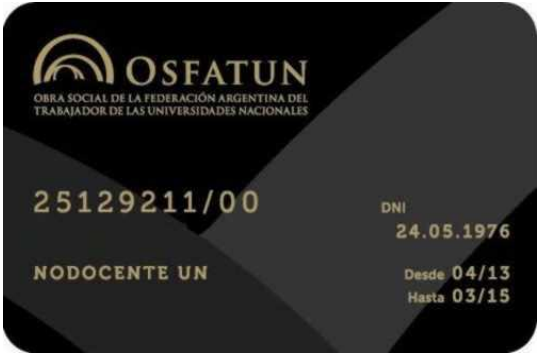 OSFATUN
OBRA SOCIAL DE LA FEDERACIÓN ARGENTINA DEL
TRABAJADOR DE LAS UNIVERSIDADES NACIONALES
25129211/00
DNI
24.05.1976
NODOCENTE UN
Desde 04/13
Hasta 03/15